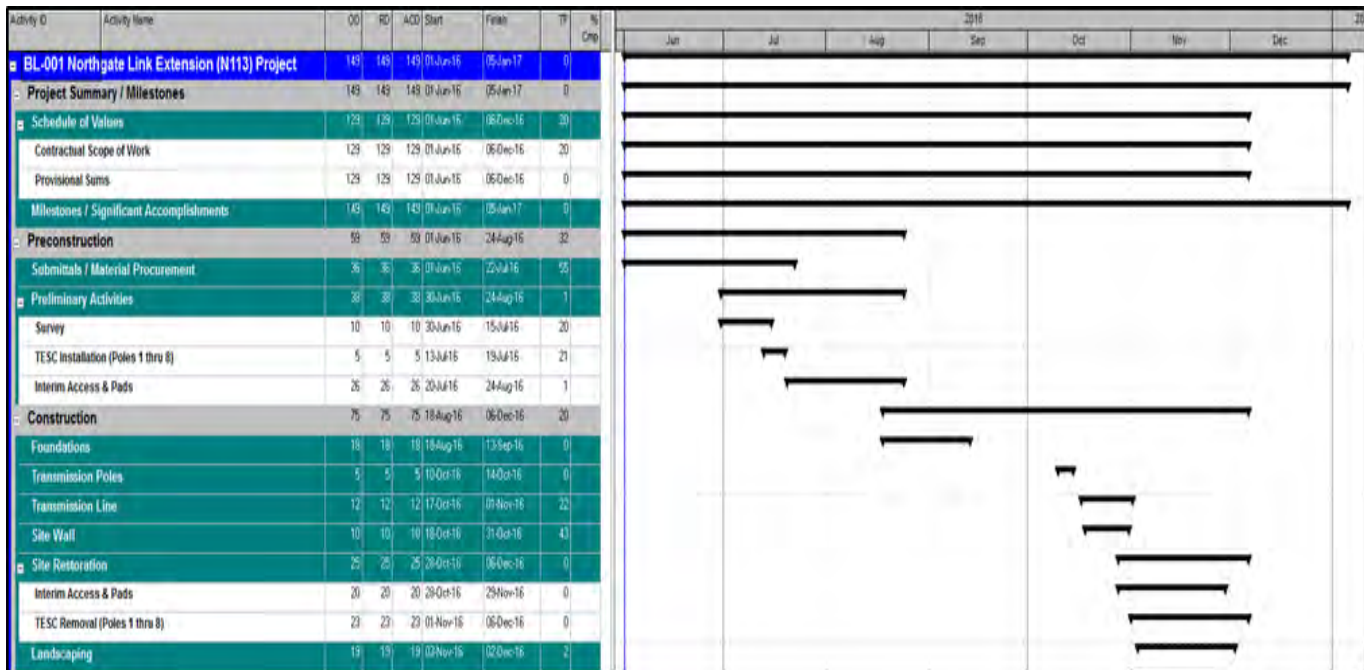 Activity ID Activity Name OD RD ACD Start Finish TF % Cmp 2016
Jun Jul Aug Sep Oct Nov Dec
BL-001 Northgate Link Extension (N113) Project 149 149 149 01-Jun-16 05-Jan-17 0
Project Summary / Milestones 149 149 149 01-Jun-16 05-Jan-17 0
Schedule of Values 129 129 129 01-Jun-16 06-Dec-16 20
Contractual Scope of Work 129 129 129 01-Jun-16 06-Dec-16 20
Provisional Sums 129 129 129 01-Jun-16 06-Dec-16 0
Milestones / Significant Accomplishments 149 149 149 01-Jun-16 05-Jan-17 0
Preconstruction 59 59 59 01-Jun-16 24-Aug-16 32
Submittals / Material Procurement 36 36 36 01-Jun-16 22-Jul-16 55
Preliminary Activities 38 38 38 30-Jun-16 24-Aug-16 1
Survey 10 10 10 30-Jun-16 15-Jul-16 20
TESC Installation (Poles 1 thru 8) 5 5 5 13-Jul-16 19-Jul-16 21
Interim Access & Pads 26 26 26 20-Jul-16 24-Aug-16 1
Construction 75 75 75 18-Aug-16 06-Dec-16 20
Foundations 18 18 18 18-Aug-16 13-Sep-16 0
Transmission Poles 5 5 5 10-Oct-16 14-Oct-16 0
Transmission Line 12 12 12 17-Oct-16 01-Nov-16 22
Site Wall 10 10 10 18-Oct-16 31-Oct-16 43
Site Restoration 25 25 25 28-Oct-16 06-Dec-16 0
Interim Access & Pads 20 20 20 28-Oct-16 29-Nov-16 0
TESC Removal (Poles 1 thru 8) 23 23 23 01-Nov-16 06-Dec-16 0
Landscaping 19 19 19 03-Nov-16 02-Dec-16 2